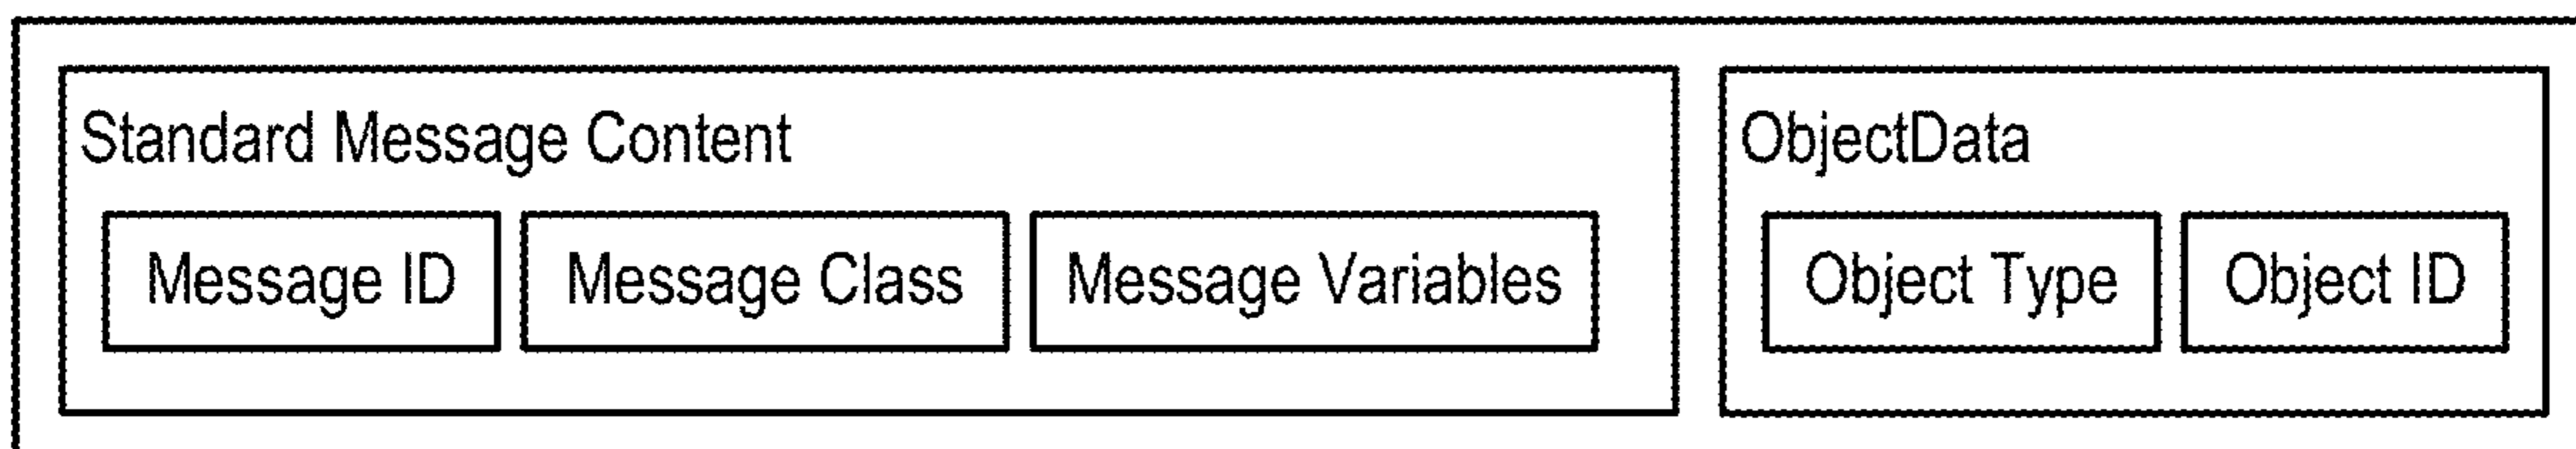 Standard Message Content
Message ID
Message Class
Message Variables
ObjectData
Object Type
Object ID